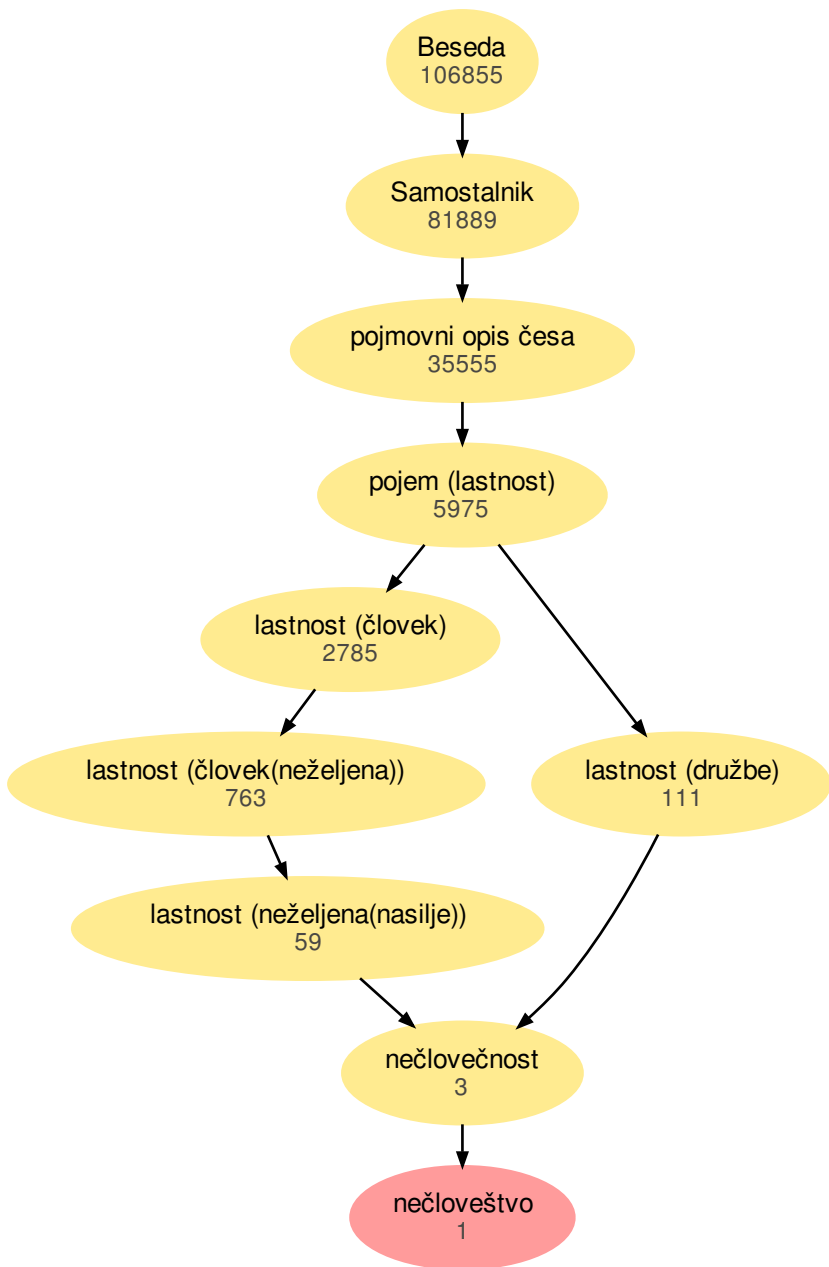 Beseda
106855
Samostalnik
81889
pojmovni opis česa
35555
pojem (lastnost)
5975
lastnost (človek)
2785
lastnost (človek(neželjena))
763
lastnost (družbe)
111
lastnost (neželjena(nasilje))
59
nečlovečnost
3
nečloveštvo
1